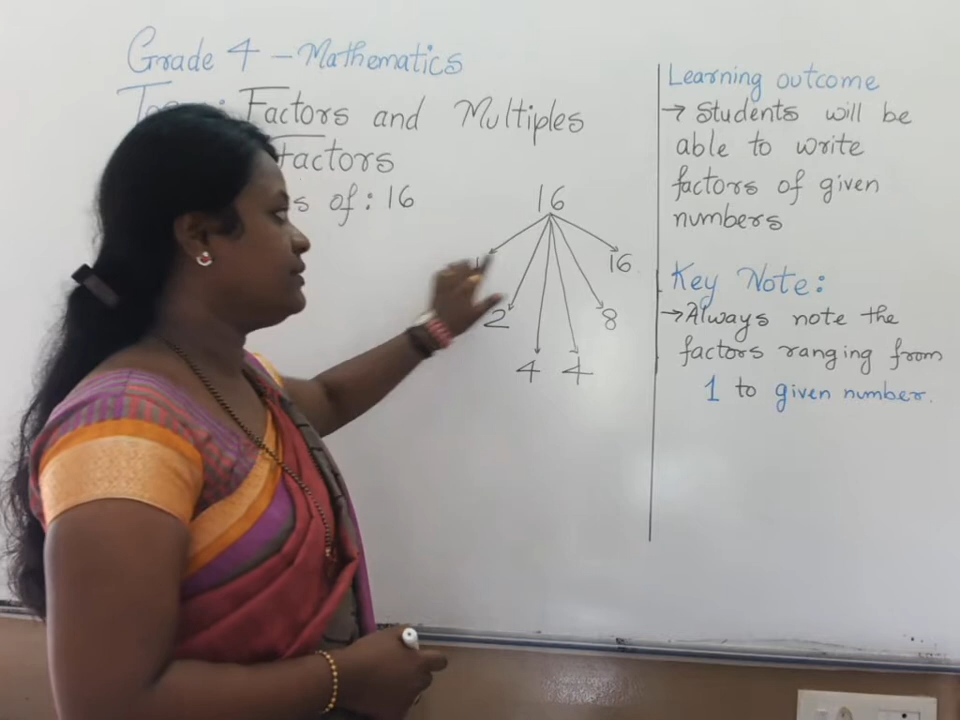 Grade 4 - Mathematics
Factors and Multiples
Factors
of : 16
16
1 16
2 8
4 4
Learning outcome
→ Students will be
able to write
factors of given
numbers
Key Note:
→ Always note the
factors ranging from
1 to given number.